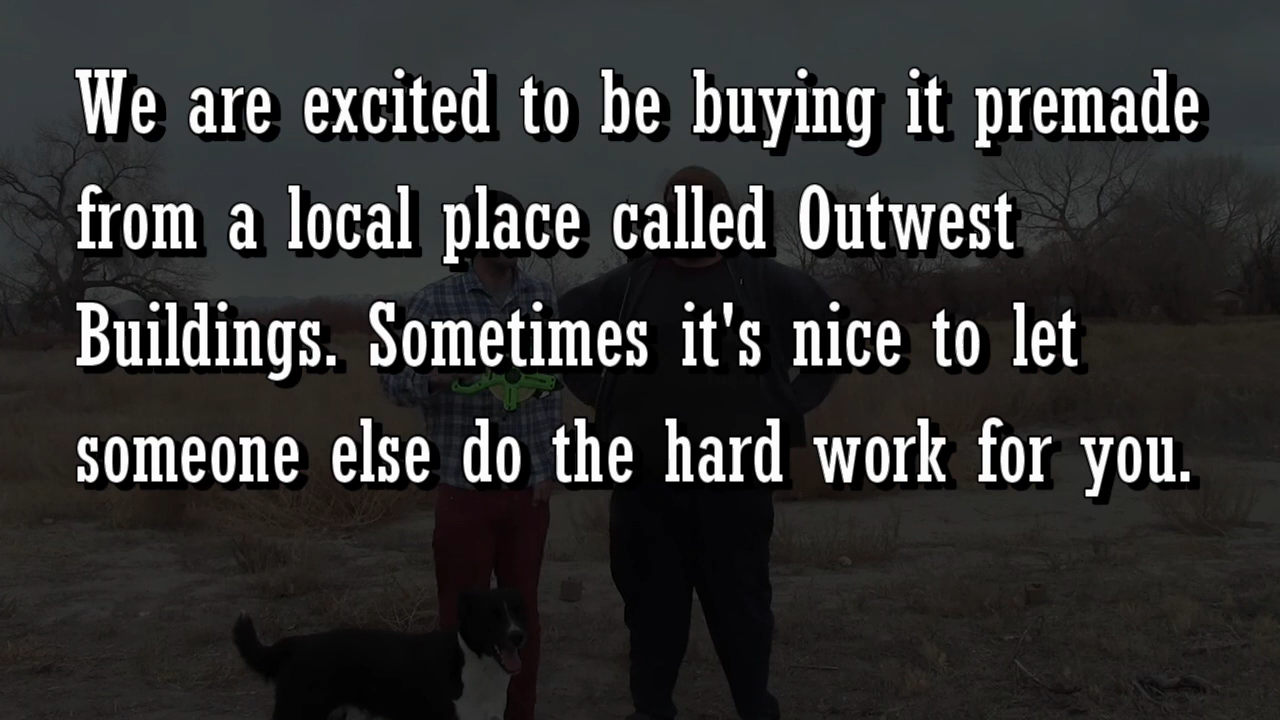 We are excited to be buying it premade
from a local place called Outwest
Buildings. Sometimes it's nice to let
someone else do the hard work for you.